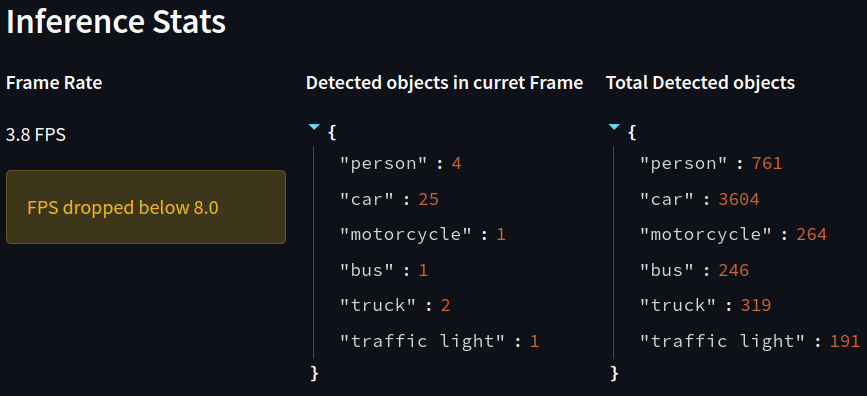 Inference Stats
Frame Rate
3.8 FPS
FPS dropped below 8.0
Detected objects in curret Frame
{
"person" : 4
"car" : 25
"motorcycle" : 1
"bus" : 1
"truck" : 2
"traffic light" : 1
}
Total Detected objects
{
"person" : 761
"car" : 3604
"motorcycle" : 264
"bus" : 246
"truck" : 319
"traffic light" : 191
}